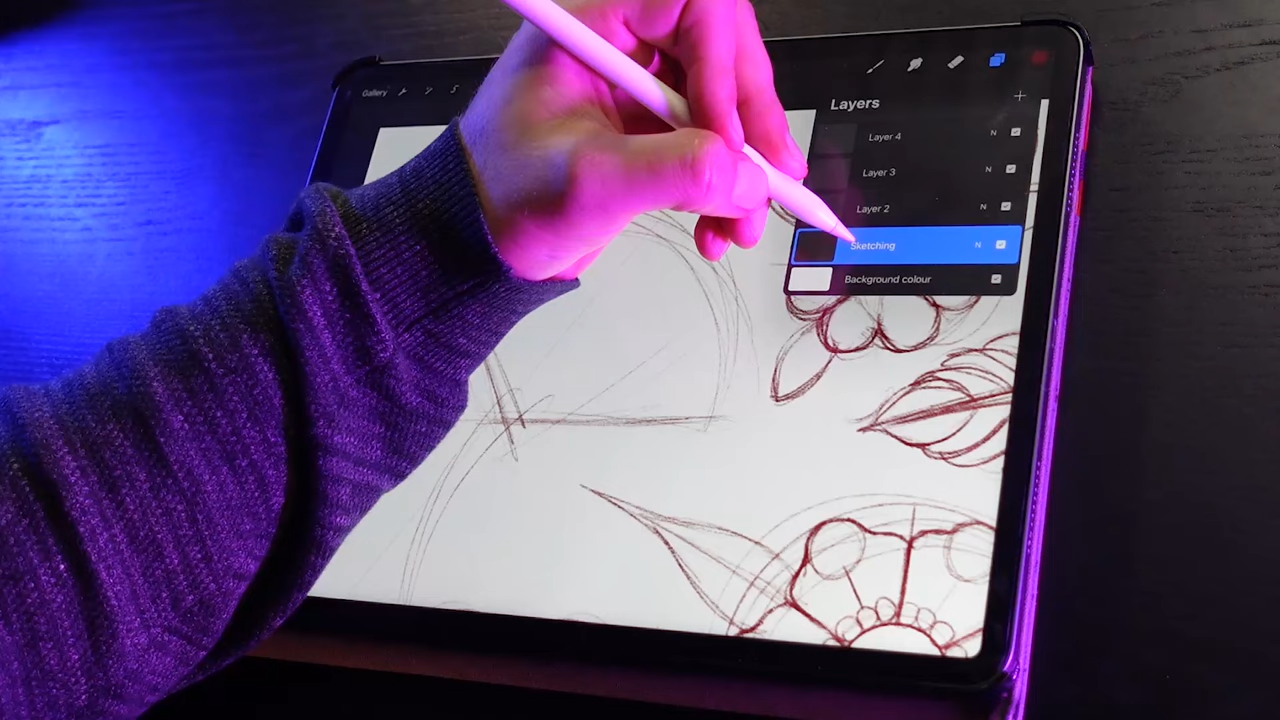 Gallery
Layers
Layer 4 N
Layer 3 N
Layer 2 N
Sketching N
Background colour